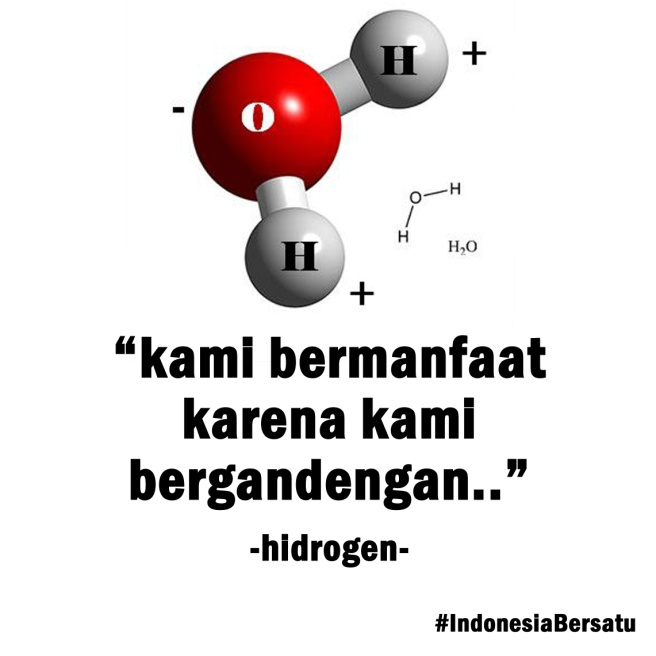 H +
- O
O H
H
H₂O
H
+
“kami bermanfaat
karena kami
bergandengan..”
-hidrogen-
#IndonesiaBersatu